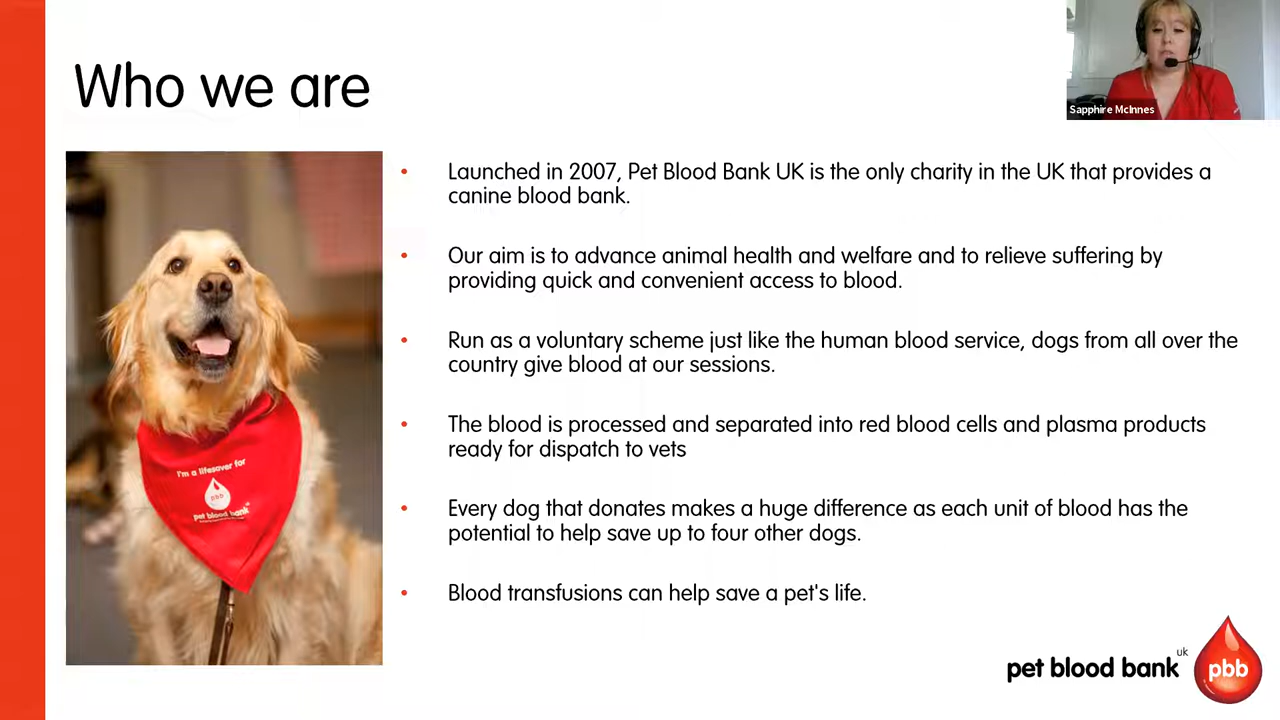 Who we are
Sapphire McInnes
• Launched in 2007, Pet Blood Bank UK is the only charity in the UK that provides a
canine blood bank.
• Our aim is to advance animal health and welfare and to relieve suffering by
providing quick and convenient access to blood.
• Run as a voluntary scheme just like the human blood service, dogs from all over the
country give blood at our sessions.
• The blood is processed and separated into red blood cells and plasma products
ready for dispatch to vets
• Every dog that donates makes a huge difference as each unit of blood has the
potential to help save up to four other dogs.
• Blood transfusions can help save a pet's life.
I'm a lifesaver for
pbb
pet blood bank
pet blood bank uk
pbb